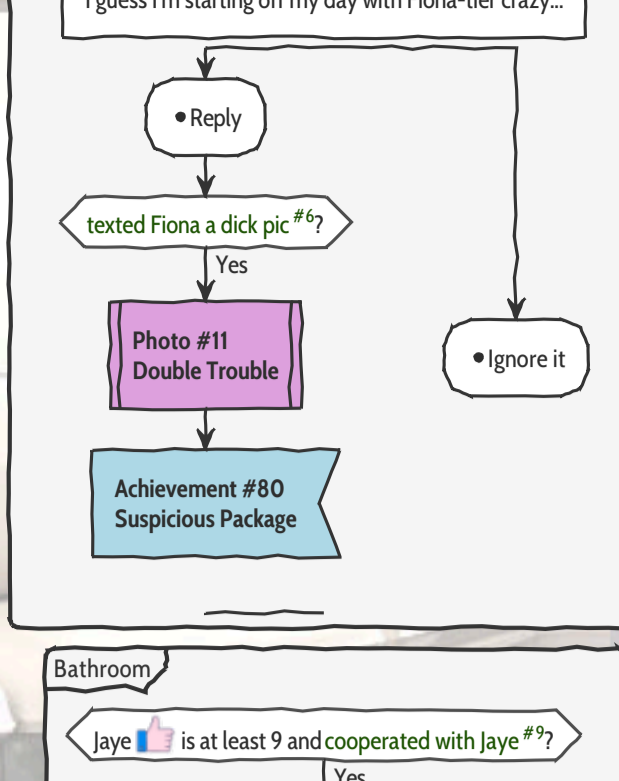 I guess I'm starting off my day with Fiona-tier crazy...
Reply
texted Fiona a dick pic #6?
Yes
Photo #11
Double Trouble
Ignore it
Achievement #80
Suspicious Package
Bathroom
Jaye 👍 is at least 9 and cooperated with Jaye #9?
Yes